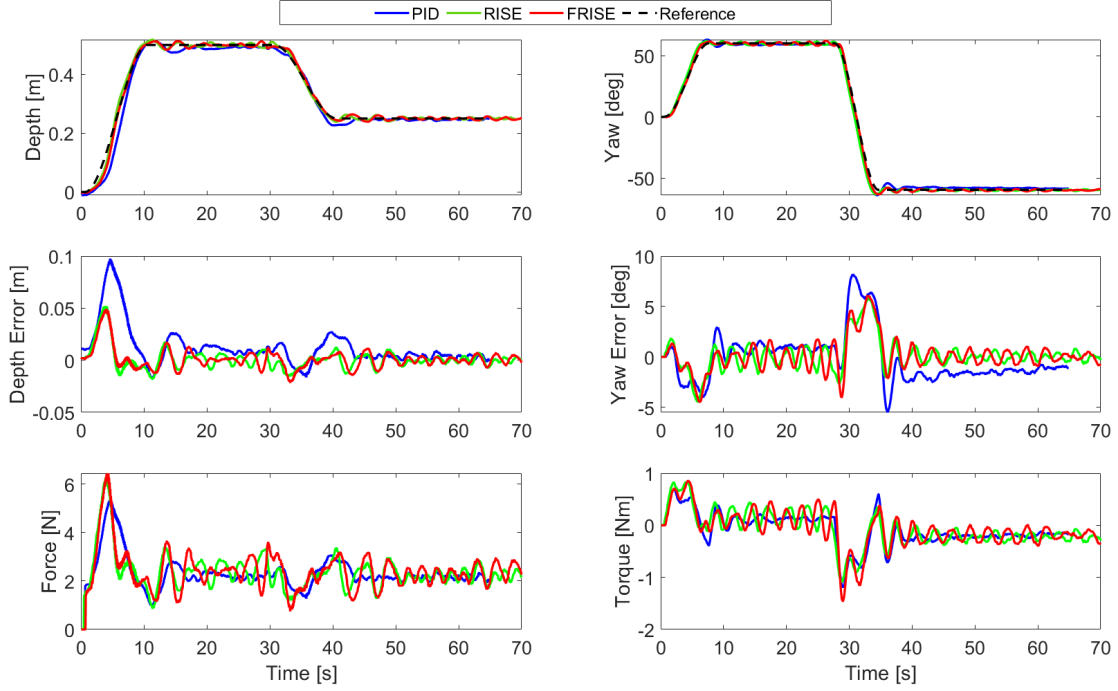 PID RISE FRISE Reference
Depth [m]
0.4
0.2
0
0 10 20 30 40 50 60 70
Yaw [deg]
50
0
-50
0 10 20 30 40 50 60 70
Depth Error [m]
0.1
0.05
0
-0.05
0 10 20 30 40 50 60 70
Yaw Error [deg]
10
5
0
-5
0 10 20 30 40 50 60 70
Force [N]
6
4
2
0
0 10 20 30 40 50 60 70
Time [s]
Torque [Nm]
1
0
-1
-2
0 10 20 30 40 50 60 70
Time [s]